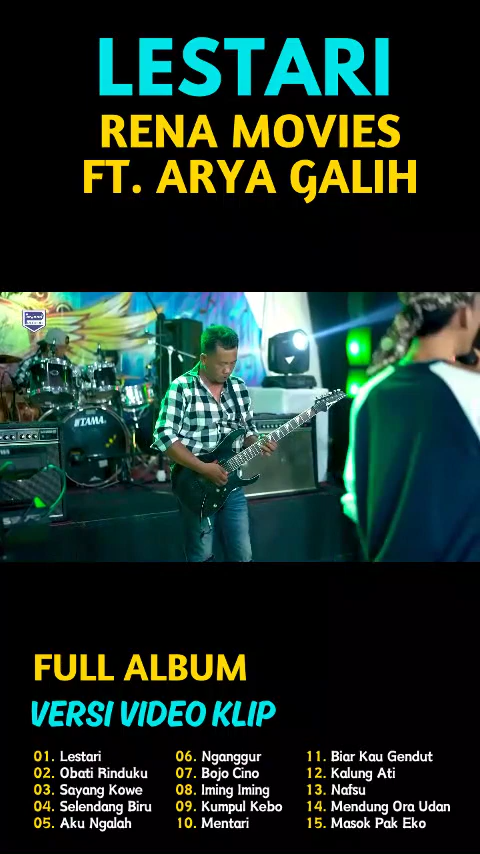 LESTARI
RENA MOVIES
FT. ARYA GALIH
TAMA
FULL ALBUM
VERSI VIDEO KLIP
01. Lestari
02. Obati Rinduku
03. Sayang Kowe
04. Selendang Biru
05. Aku Ngalah
06. Nganggur
07. Bojo Cino
08. Iming Iming
09. Kumpul Kebo
10. Mentari
11. Biar Kau Gendut
12. Kalung Ati
13. Nafsu
14. Mendung Ora Udan
15. Masok Pak Eko